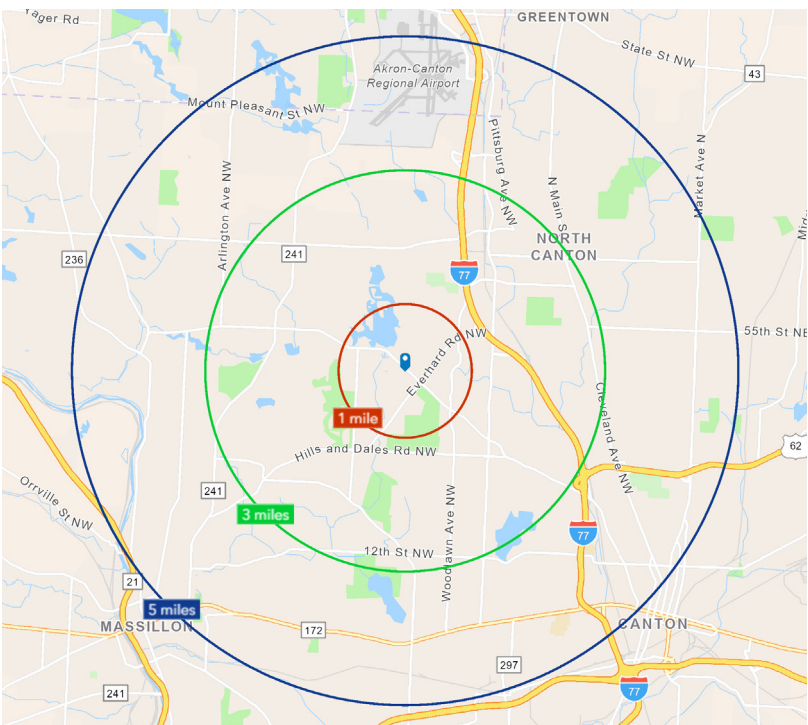 Yager Rd
GREENTOWN
State St NW
43
Akron-Canton
Regional Airport
Mount Pleasant St NW
Pittsburg Ave NW
Market Ave N
Arlington Ave NW
N Main S
NORTH
CANTON
241
236
77
55th St NE
Everhard Rd NW
1 mile
Cleveland Ave NW
62
Hills and Dales Rd NW
241
Orrville St NW
3 miles
Woodlawn Ave NW
77
12th St NW
21
5 miles
MASSILLON
172
CANTON
297
241
77